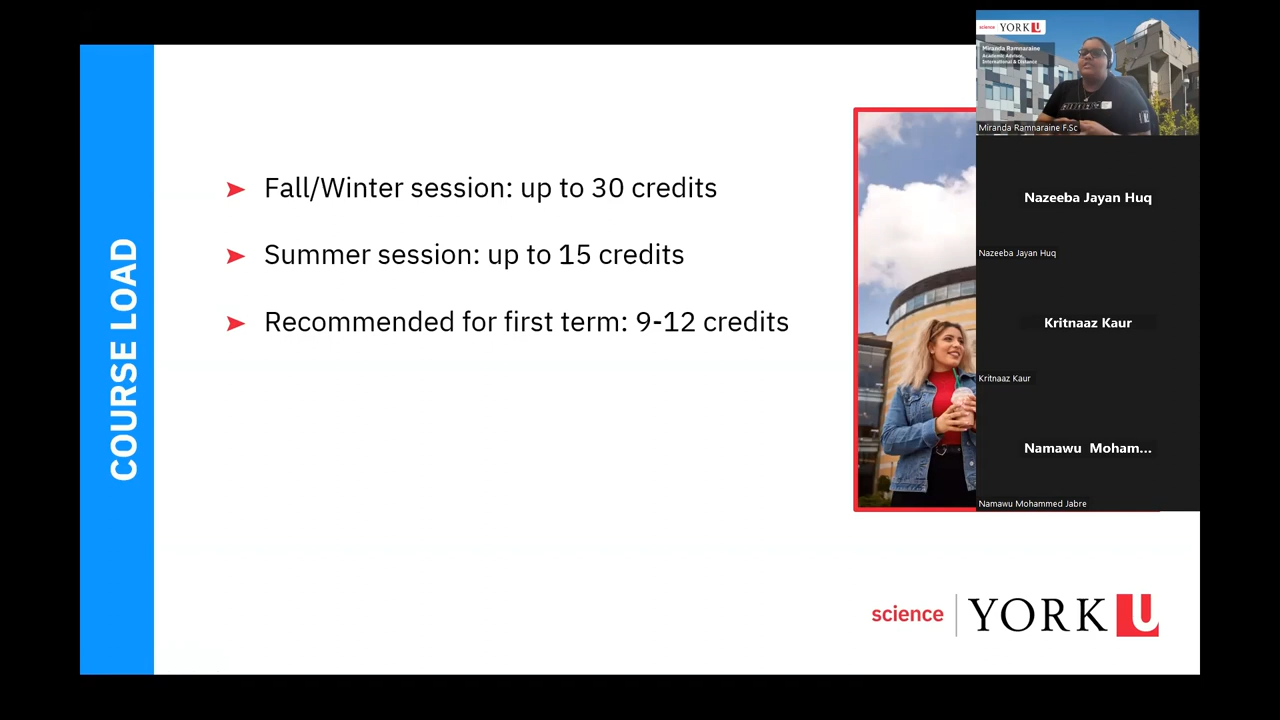 COURSE LOAD
➤ Fall/Winter session: up to 30 credits
➤ Summer session: up to 15 credits
➤ Recommended for first term: 9-12 credits
science YORK U
Miranda Ramnaraine
Academic Advisor,
International & Distance
Miranda Ramnaraine F.Sc
Nazeeba Jayan Huq
Nazeeba Jayan Huq
Kritnaaz Kaur
Kritnaaz Kaur
Namawu Moham...
Namawu Mohammed Jabre
science YORK U